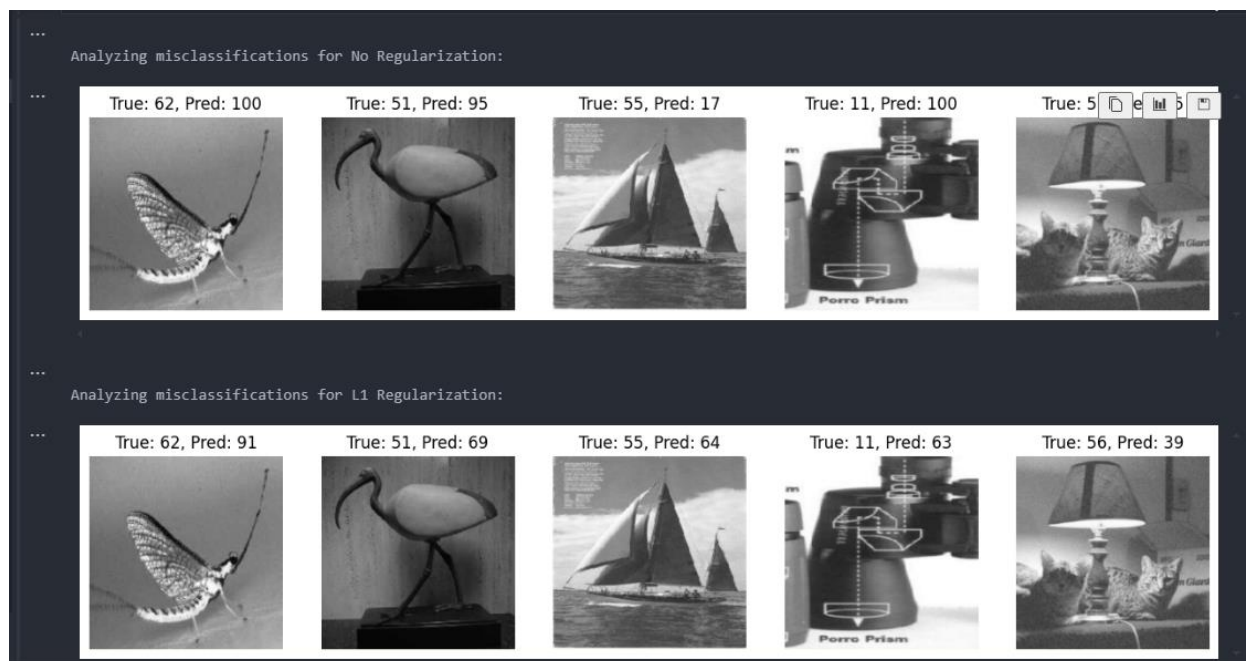 Analyzing misclassifications for No Regularization:
True: 62, Pred: 100
True: 51, Pred: 95
True: 55, Pred: 17
True: 11, Pred: 100
True: 5
Porro Prism
Analyzing misclassifications for L1 Regularization:
True: 62, Pred: 91
True: 51, Pred: 69
True: 55, Pred: 64
True: 11, Pred: 63
True: 56, Pred: 39
Porro Prism